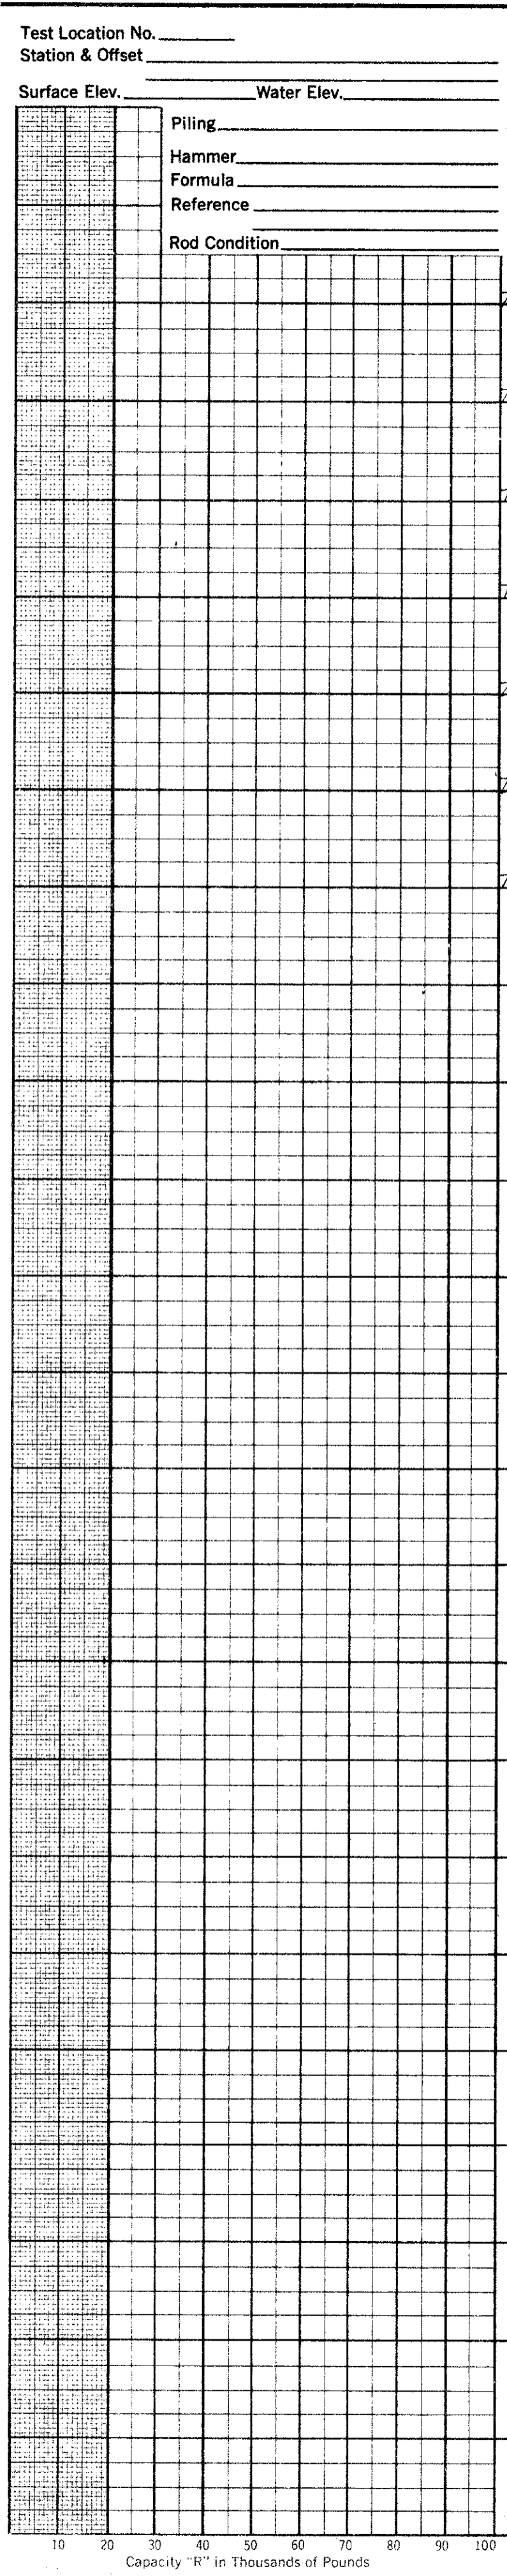 Test Location No.
Station & Offset
Surface Elev. Water Elev.
Piling
Hammer
Formula
Reference
Rod Condition
10 20 30 40 50 60 70 80 90 100
Capacity "R" in Thousands of Pounds